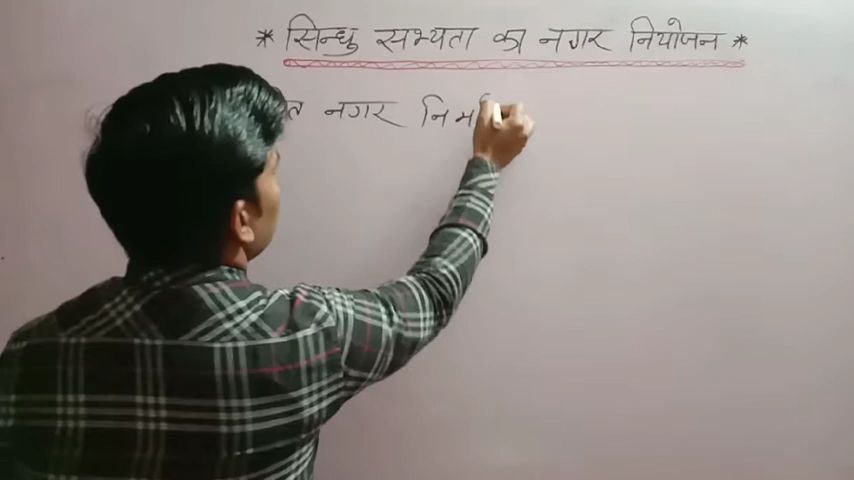 * सिन्धु सभ्यता का नगर नियोजन *
नगर